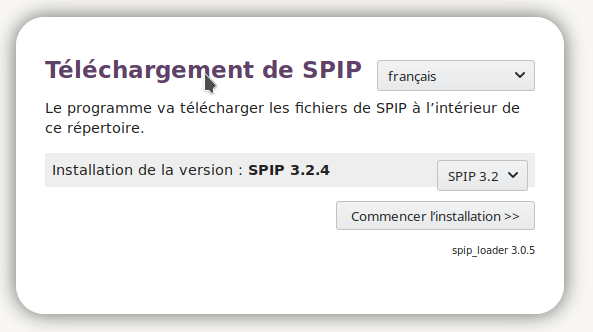 Téléchargement de SPIP
français
Le programme va télécharger les fichiers de SPIP à l’intérieur de
ce répertoire.
Installation de la version : SPIP 3.2.4
SPIP 3.2
Commencer l’installation >>
spip_loader 3.0.5